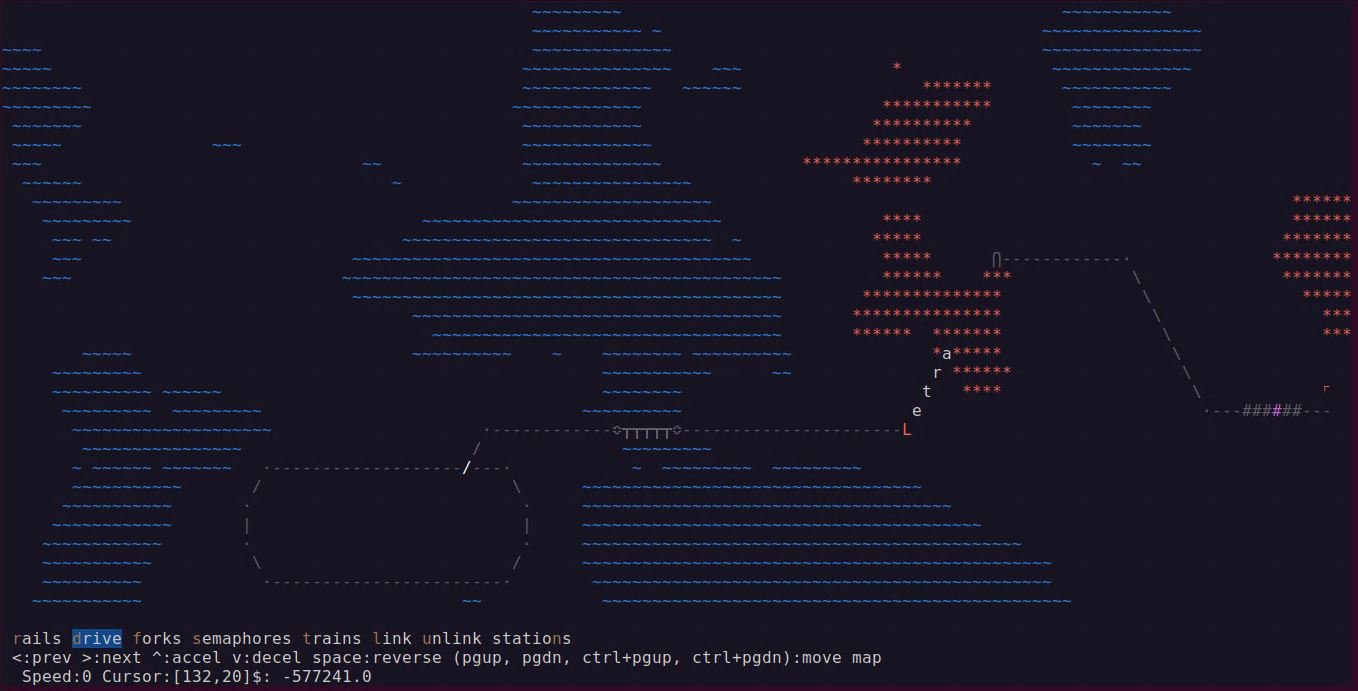 rails drive forks semaphores trains link unlink stations
<:prev >:next ^:accel v:decel space:reverse (pgup, pgdn, ctrl+pgup, ctrl+pgdn):move map
Speed:0 Cursor:[132,20]$: -577241.0